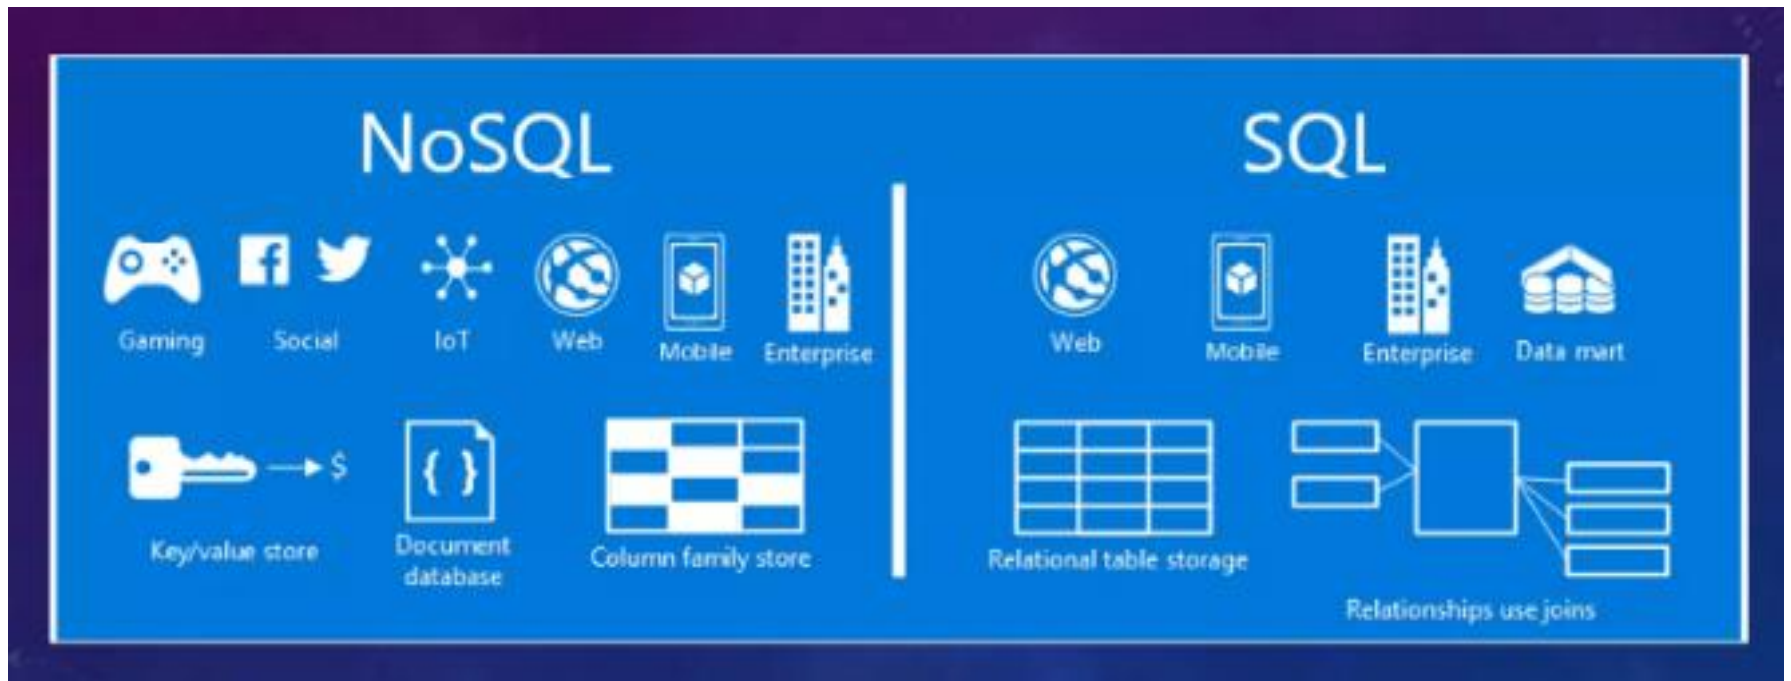 NoSQL
SQL
Gaming
Social
IoT
Web
Mobile
Enterprise
Web
Mobile
Enterprise
Data mart
$
{ }
Key/value store
Document
database
Column family store
Relational table storage
Relationships use joins